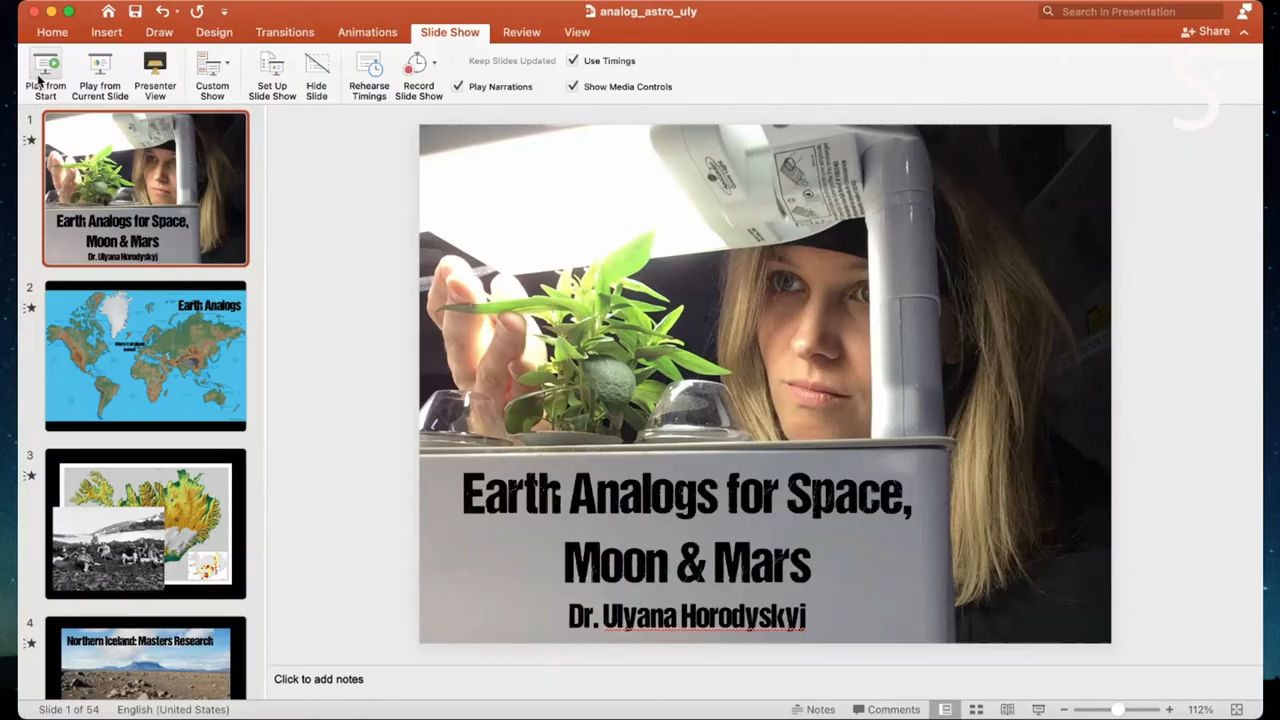 analog_astro_uly
Search in Presentation
Home
Insert
Draw
Design
Transitions
Animations
Slide Show
Review
View
Share
Play from
Start
Play from
Current Slide
Presenter
View
Custom
Show
Set Up
Slide Show
Hide
Slide
Rehearse
Timings
Record
Slide Show
Keep Slides Updated
Play Narrations
Use Timings
Show Media Controls
1
Earth Analogs for Space,
Moon & Mars
Dr. Ulyana Horodyskyj
2
Earth Analogs
3
4
Northern Iceland: Masters Research
Earth Analogs for Space,
Moon & Mars
Dr. Ulyana Horodyskyj
Click to add notes
Slide 1 of 54
English (United States)
Notes
Comments
112%